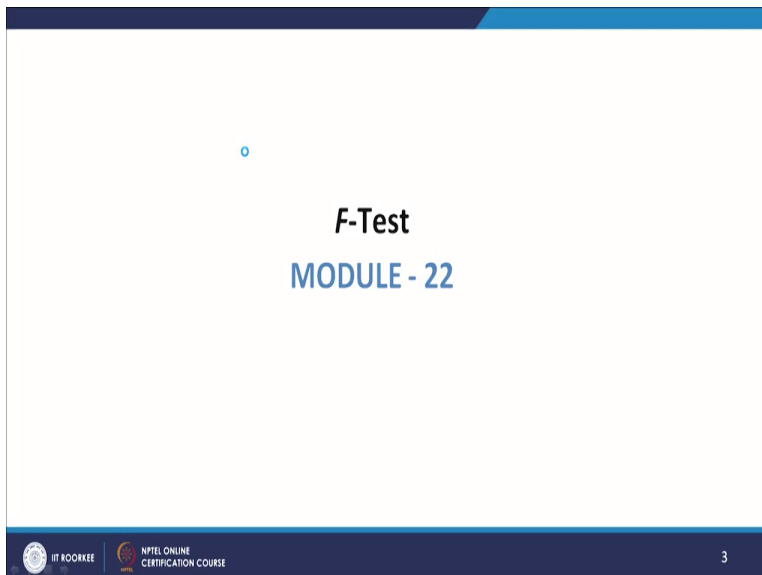 F-Test
MODULE - 22
IIT ROORKEE
NPTEL ONLINE
CERTIFICATION COURSE
3